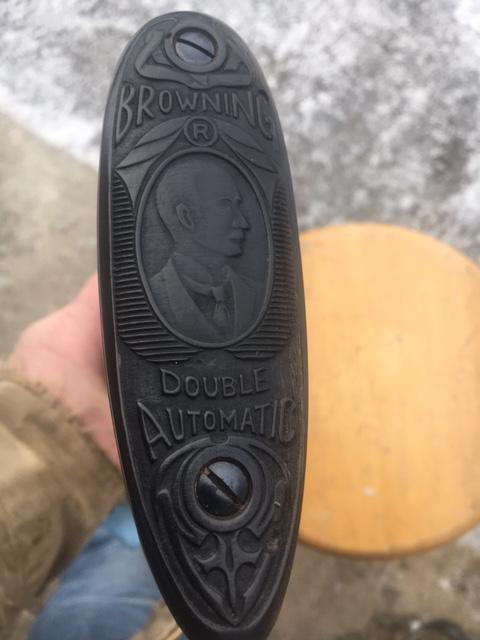 BROWNING
®
DOUBLE
AUTOMATIC